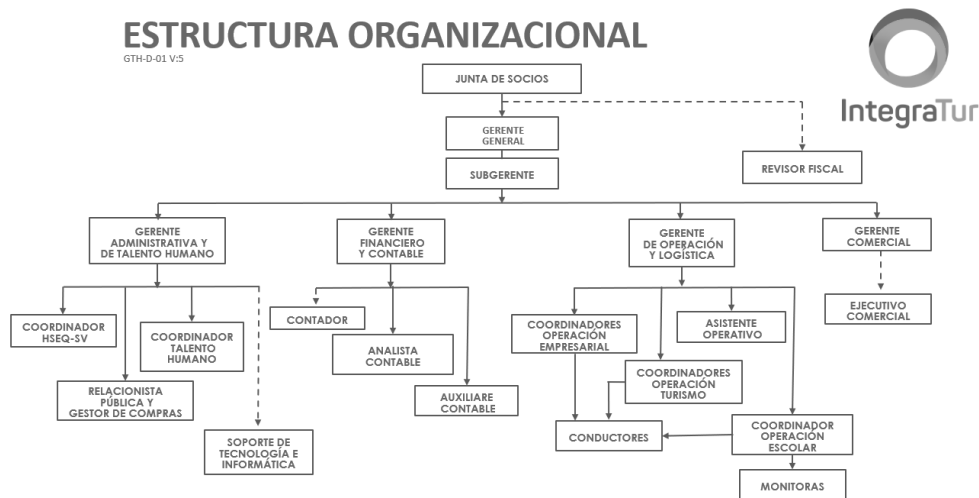 ESTRUCTURA ORGANIZACIONAL
GTH-D-01 V:5
IntegraTur
JUNTA DE SOCIOS
GERENTE
GENERAL
REVISOR FISCAL
SUBGERENTE
GERENTE
ADMINISTRATIVA Y
DE TALENTO HUMANO
GERENTE
FINANCIERO
Y CONTABLE
GERENTE
DE OPERACIÓN
Y LOGÍSTICA
GERENTE
COMERCIAL
COORDINADOR
HSEQ-SV
COORDINADOR
TALENTO
HUMANO
RELACIONISTA
PÚBLICA Y
GESTOR DE COMPRAS
SOPORTE DE
TECNOLOGÍA E
INFORMÁTICA
CONTADOR
ANALISTA
CONTABLE
AUXILIARE
CONTABLE
COORDINADORES
OPERACIÓN
EMPRESARIAL
COORDINADORES
OPERACIÓN
TURISMO
ASISTENTE
OPERATIVO
EJECUTIVO
COMERCIAL
CONDUCTORES
COORDINADOR
OPERACIÓN
ESCOLAR
MONITORAS